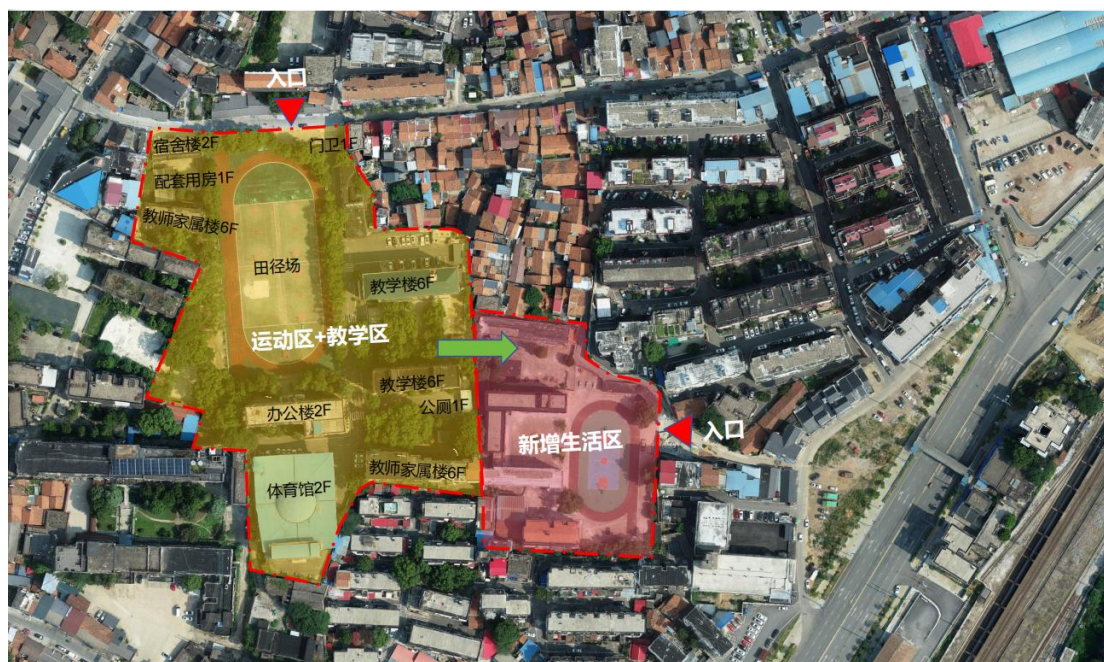 入口
宿舍楼2F
门卫1F
配套用房1F
教师家属楼6F
田径场
教学楼6F
运动区+教学区
教学楼6F
公厕1F
办公楼2F
入口
新增生活区
教师家属楼6F
体育馆2F